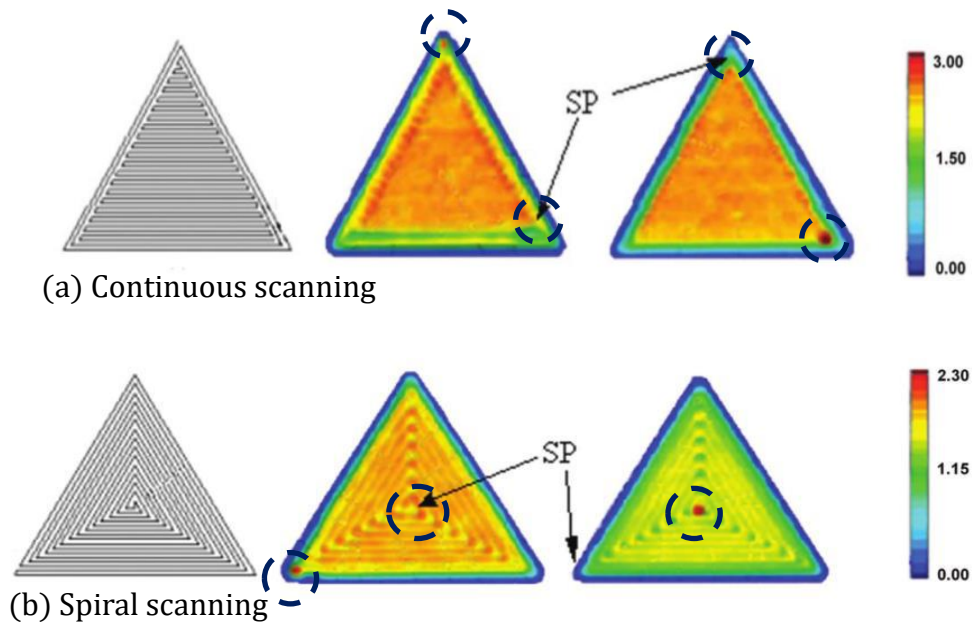 SP
3.00
1.50
0.00
(a) Continuous scanning
2.30
SP
1.15
0.00
(b) Spiral scanning